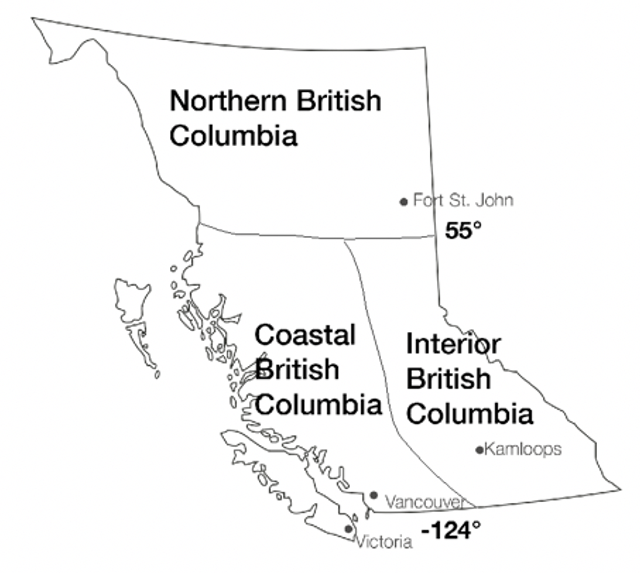 Northern British
Columbia
Fort St. John
55°
Coastal
British
Columbia
Interior
British
Columbia
Kamloops
Vancouver
-124°
Victoria